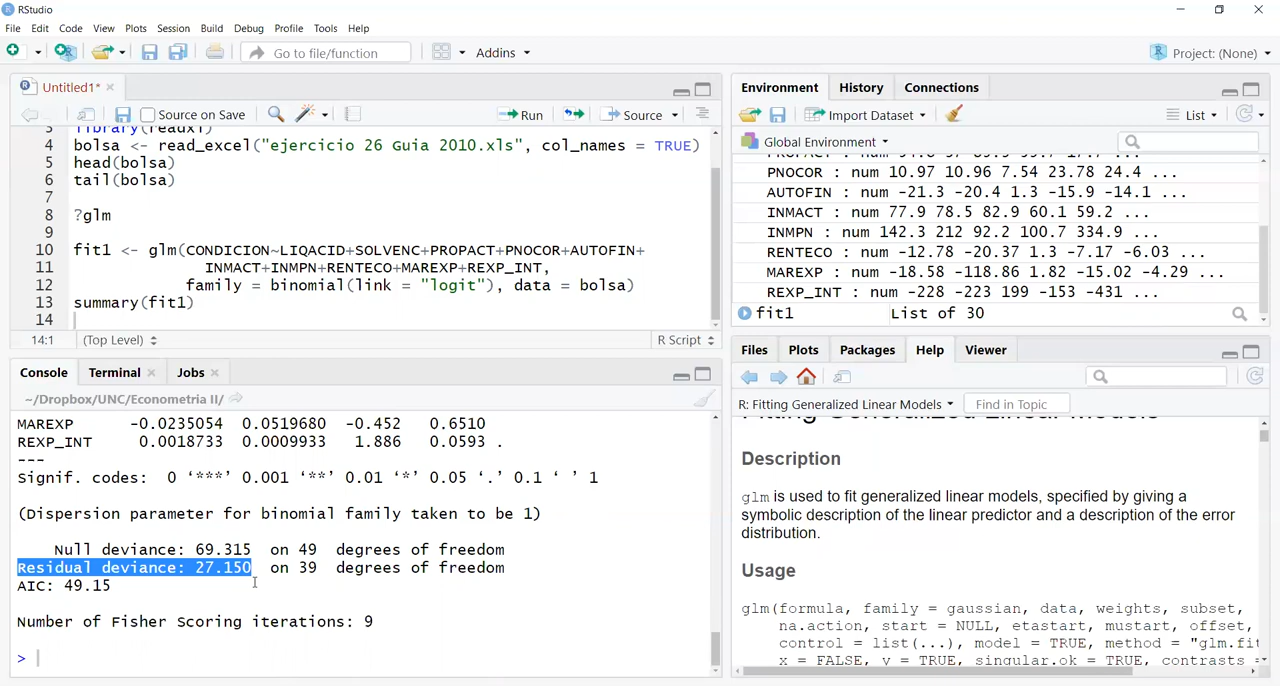 RStudio
File Edit Code View Plots Session Build Debug Profile Tools Help
Go to file/function Addins Project: (None)
Untitled1*
Source on Save Run Source
3 library(readxl)
4 bolsa <- read_excel("ejercicio 26 Guia 2010.xls", col_names = TRUE)
5 head(bolsa)
6 tail(bolsa)
7
8 ?glm
9
10 fit1 <- glm(CONDICION~LIQACID+SOLVENC+PROPACT+PNOCOR+AUTOFIN+
11 INMACT+INMPN+RENTECO+MAREXP+REXP_INT,
12 family = binomial(link = "logit"), data = bolsa)
13 summary(fit1)
14
14:1 (Top Level) R Script
Console Terminal Jobs
~/Dropbox/UNC/Econometria II/
MAREXP -0.0235054 0.0519680 -0.452 0.6510
REXP_INT 0.0018733 0.0009933 1.886 0.0593 .
---
Signif. codes: 0 ‘***’ 0.001 ‘**’ 0.01 ‘*’ 0.05 ‘.’ 0.1 ‘ ’ 1
(Dispersion parameter for binomial family taken to be 1)
Null deviance: 69.315 on 49 degrees of freedom
Residual deviance: 27.150 on 39 degrees of freedom
AIC: 49.15
Number of Fisher Scoring iterations: 9
>
Environment History Connections
Import Dataset List
Global Environment
PNOCOR : num 10.97 10.96 7.54 23.78 24.4 ...
AUTOFIN : num -21.3 -20.4 1.3 -15.9 -14.1 ...
INMACT : num 77.9 78.5 82.9 60.1 59.2 ...
INMPN : num 142.3 212 92.2 100.7 334.9 ...
RENTECO : num -12.78 -20.37 1.3 -7.17 -6.03 ...
MAREXP : num -18.58 -118.86 1.82 -15.02 -4.29 ...
REXP_INT : num -228 -223 199 -153 -431 ...
fit1 List of 30
Files Plots Packages Help Viewer
R: Fitting Generalized Linear Models Find in Topic
Fitting Generalized Linear Models
Description
glm is used to fit generalized linear models, specified by giving a
symbolic description of the linear predictor and a description of the error
distribution.
Usage
glm(formula, family = gaussian, data, weights, subset,
na.action, start = NULL, etastart, mustart, offset,
control = list(...), model = TRUE, method = "glm.fit
x = FALSE, y = TRUE, singular.ok = TRUE, contrasts =